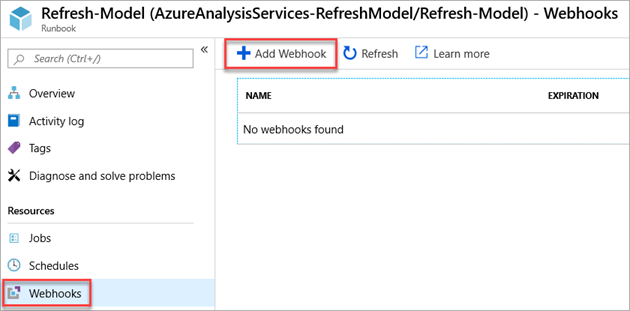 Refresh-Model (AzureAnalysisServices-RefreshModel/Refresh-Model) - Webhooks
Runbook
Search (Ctrl+/)
«
Overview
Activity log
Tags
Diagnose and solve problems
Resources
Jobs
Schedules
Webhooks
Add Webhook Refresh Learn more
NAME EXPIRATION
No webhooks found